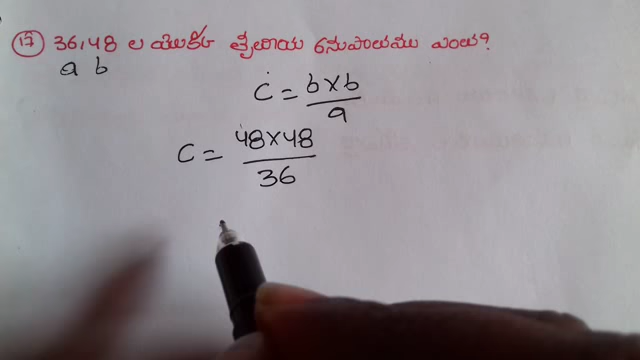 17 36,48 ల యొక్క తృతీయ అనుపాతము ఎంత?
a b
c = b×b / a
c = 48×48 / 36